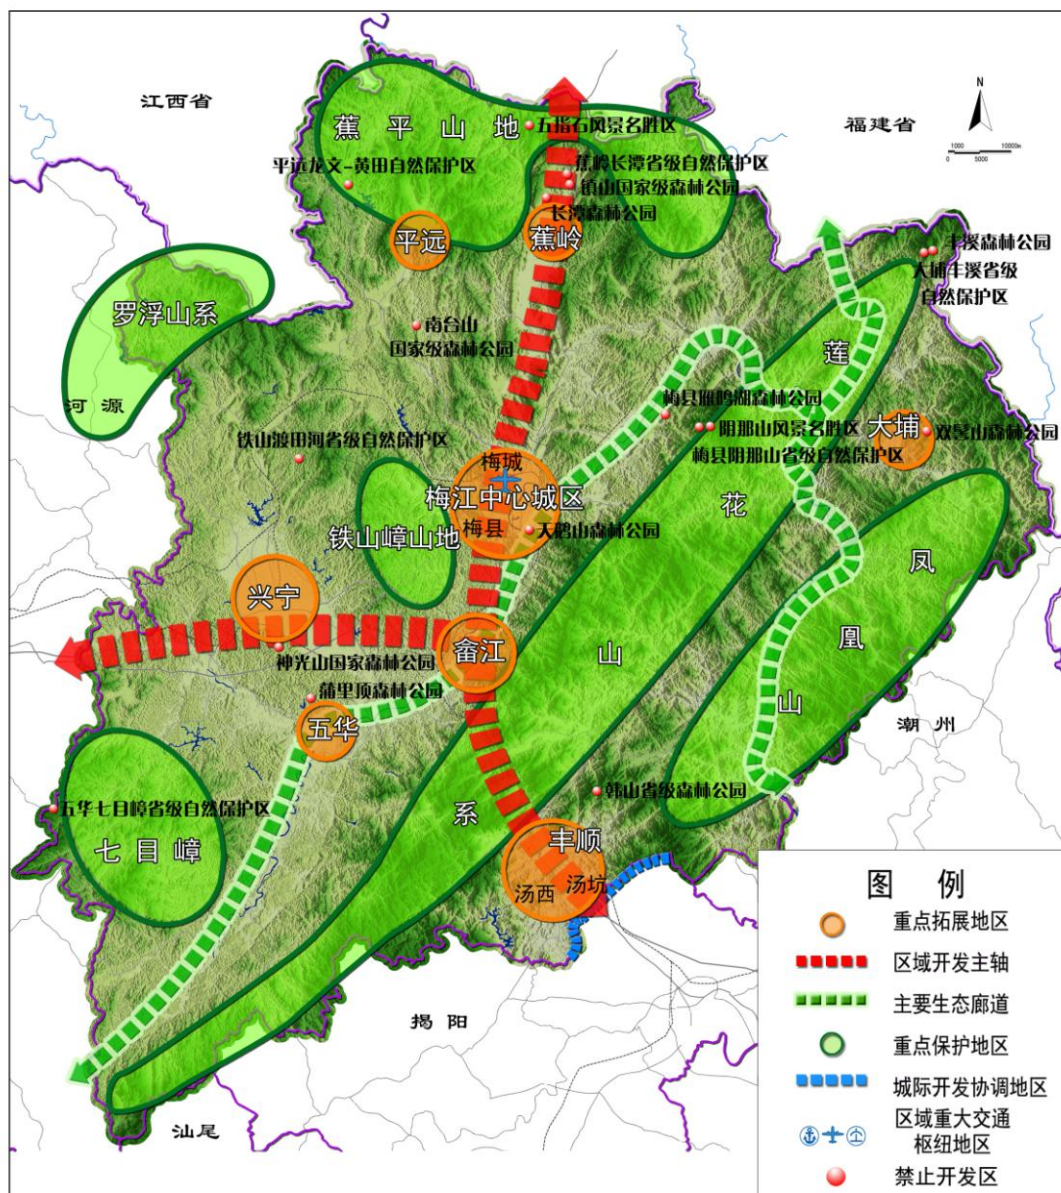 江西省
福建省
N
1000
10000m
0
5000
蕉平山地
五指石风景名胜区
平远龙文-黄田自然保护区
蕉岭长潭省级自然保护区
镇山国家级森林公园
长潭森林公园
平远
蕉岭
丰溪森林公园
大埔丰溪省级
自然保护区
罗浮山系
河源
南台山
国家级森林公园
莲花山系
梅县雁鸣湖森林公园
阴那山风景名胜区
梅县阴那山省级自然保护区
大埔
双髻山森林公园
铁山渡田河省级自然保护区
梅城
梅江中心城区
梅县
天鹅山森林公园
铁山嶂山地
凤凰山
兴宁
畲江
神光山国家森林公园
蒲里顶森林公园
五华
潮州
韩山省级森林公园
五华七目嶂省级自然保护区
七目嶂
丰顺
汤西
汤坑
揭阳
汕尾
图例
重点拓展地区
区域开发主轴
主要生态廊道
重点保护地区
城际开发协调地区
区域重大交通
枢纽地区
禁止开发区